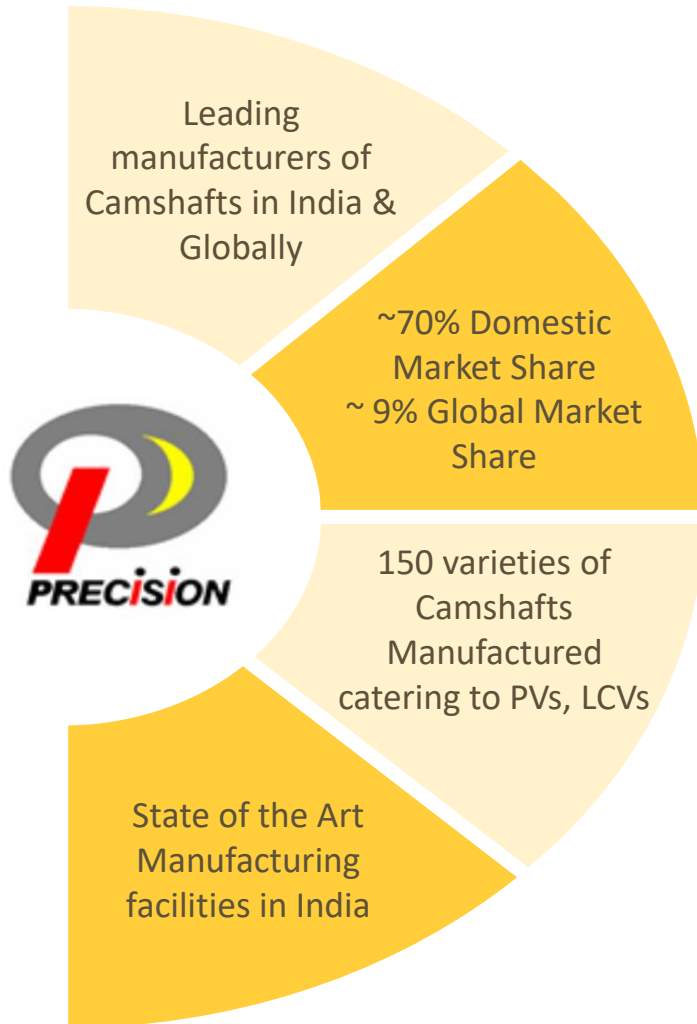 Leading
manufacturers of
Camshafts in India &
Globally
~70% Domestic
Market Share
~ 9% Global Market
Share
PRECiSiON
150 varieties of
Camshafts
Manufactured
catering to PVs, LCVs
State of the Art
Manufacturing
facilities in India